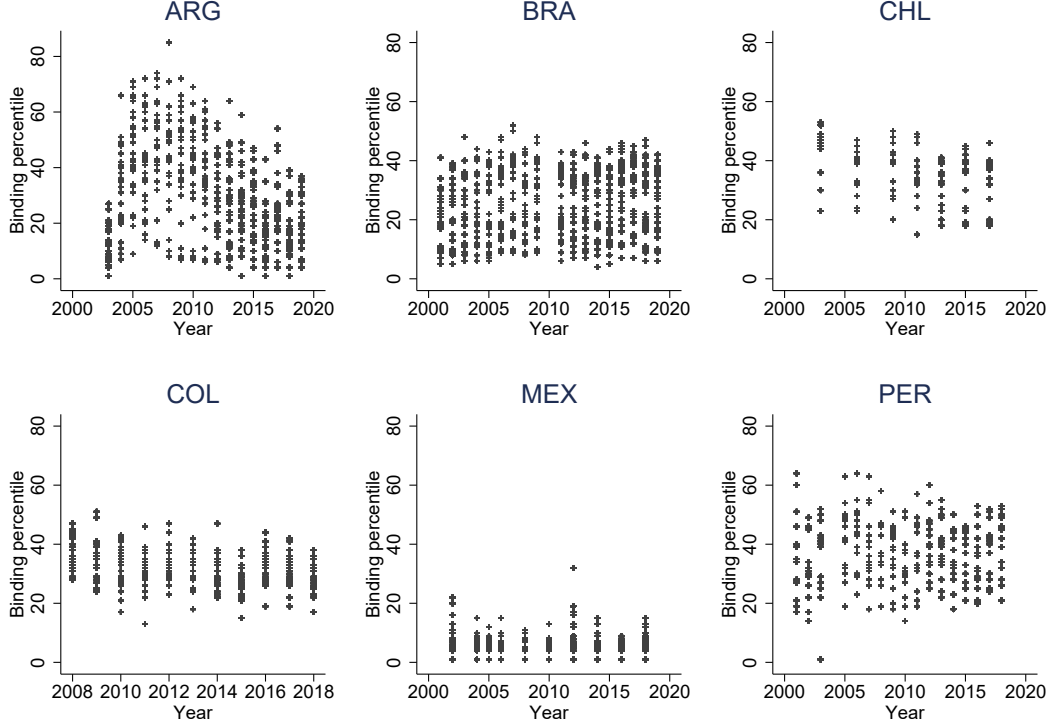 ARG
Binding percentile
0 20 40 60 80
2000 2005 2010 2015 2020
Year
BRA
Binding percentile
0 20 40 60 80
2000 2005 2010 2015 2020
Year
CHL
Binding percentile
0 20 40 60 80
2000 2005 2010 2015 2020
Year
COL
Binding percentile
0 20 40 60 80
2008 2010 2012 2014 2016 2018
Year
MEX
Binding percentile
0 20 40 60 80
2000 2005 2010 2015 2020
Year
PER
Binding percentile
0 20 40 60 80
2000 2005 2010 2015 2020
Year